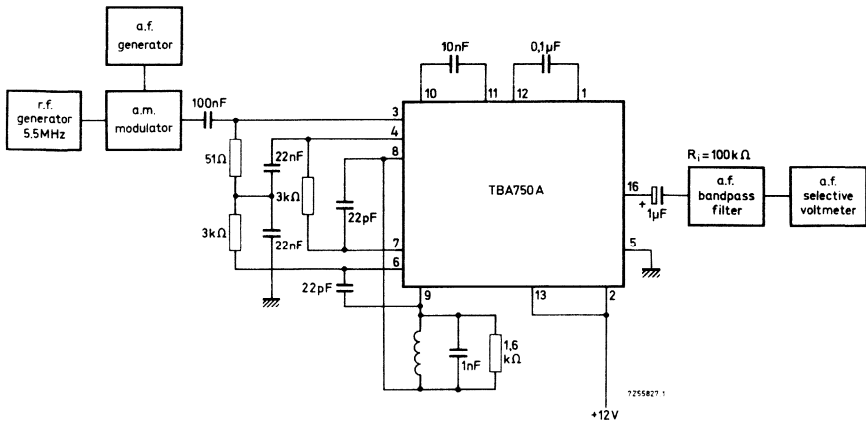 a.f.
generator
r.f.
generator
5.5MHz
a.m.
modulator
100nF
51Ω
22nF
3kΩ
22pF
3kΩ
22nF
22pF
10nF
0,1µF
10
11
12
1
3
4
8
7
6
TBA750A
16
+
1µF
5
9
13
2
Ri=100kΩ
a.f.
bandpass
filter
a.f.
selective
voltmeter
1nF
1,6
kΩ
+12V
7Z55827 1